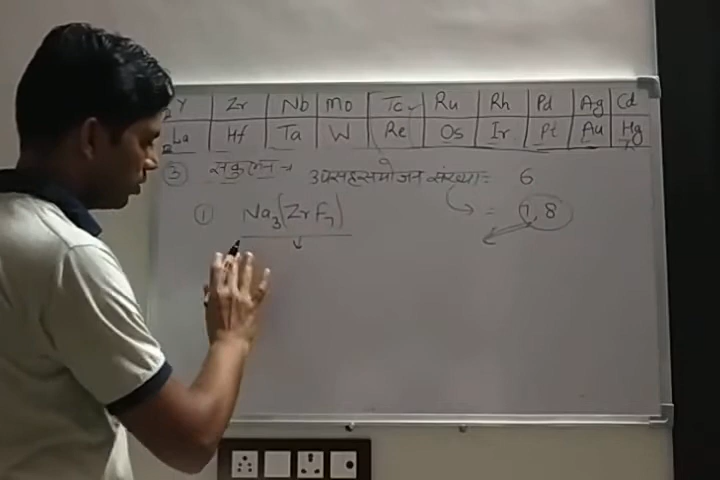 Y Zr Nb Mo Tc Ru Rh Pd Ag Cd
La Hf Ta W Re Os Ir Pt Au Hg
③ संकुलन → उपसहसंयोजन संख्या = 6
① Na₃(ZrF₇) = 7, 8